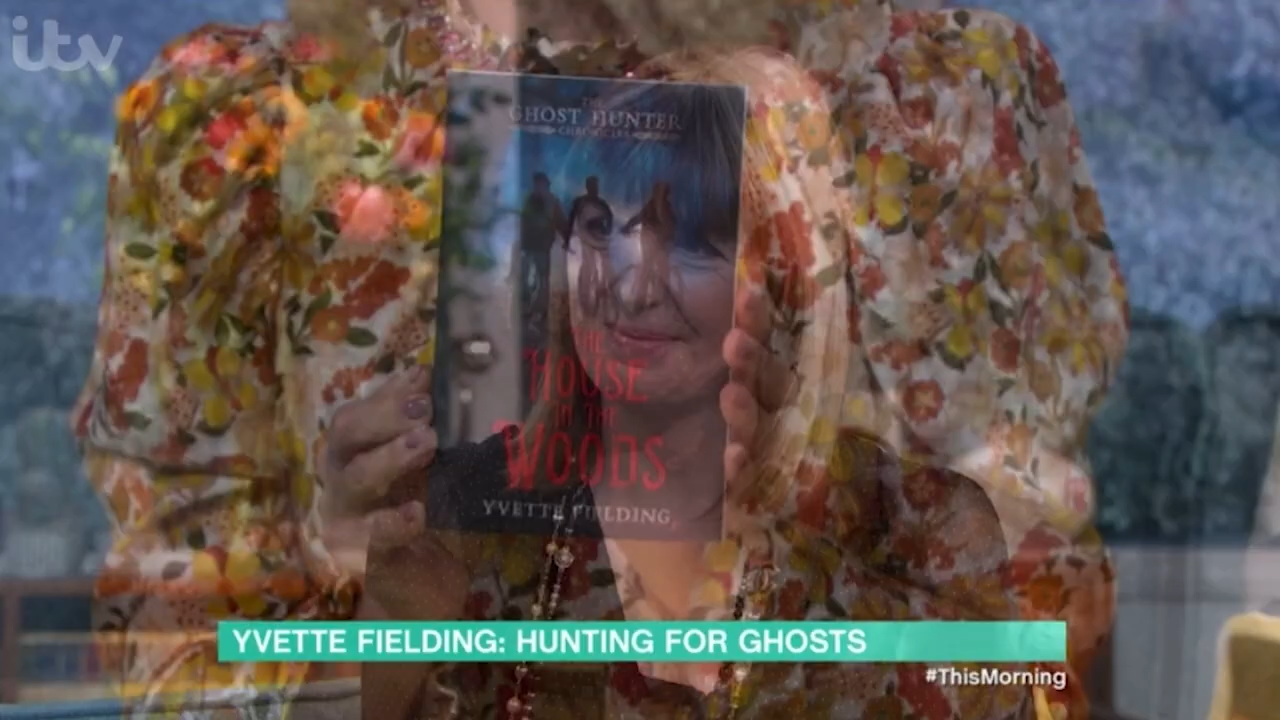 itv
THE
GHOST HUNTER
CHRONICLES
THE
HOUSE
IN THE
WOODS
YVETTE FIELDING
YVETTE FIELDING: HUNTING FOR GHOSTS
#ThisMorning